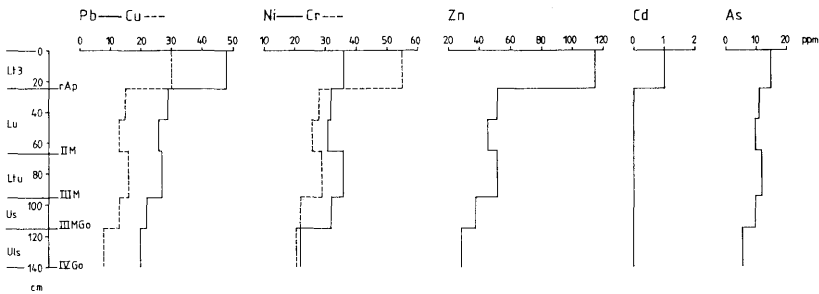 Pb — Cu ---
Ni — Cr ---
Zn
Cd
As
0 10 20 30 40 50
10 20 30 40 50 60
20 40 60 80 100 120
0 1 2
0 10 20 ppm
0
Lt3
20
rAp
40
Lu
60
IIM
80
Ltu
IIIM
100
Us
IIIMGo
120
Uls
140
IVGo
cm